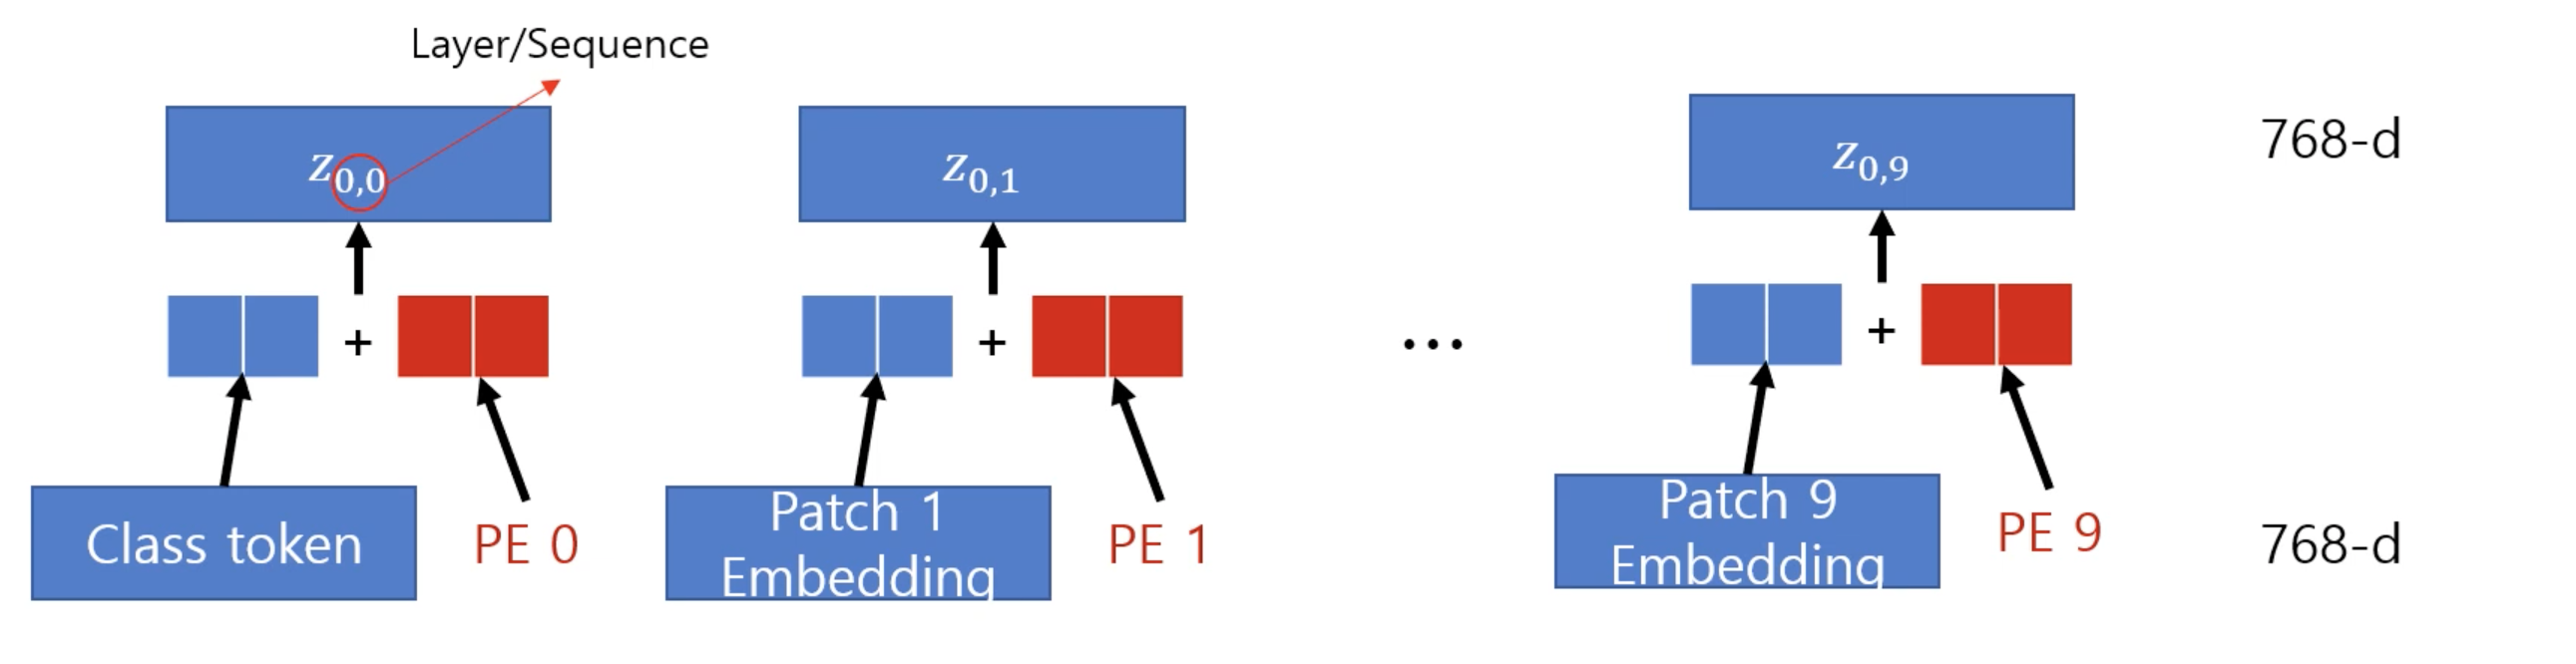 Layer/Sequence
z0,0
z0,1
z0,9
768-d
+
+
...
+
Class token
PE 0
Patch 1
Embedding
PE 1
Patch 9
Embedding
PE 9
768-d